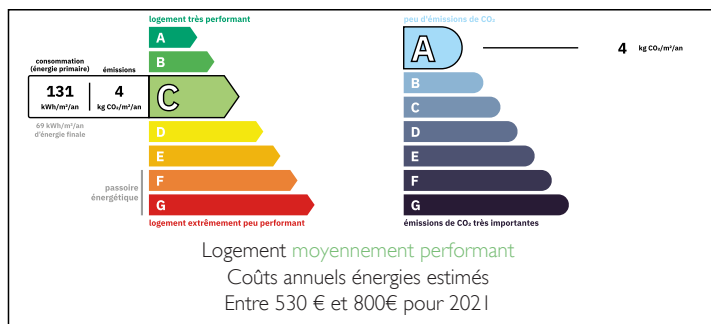 logement très performant
A
B
consommation
(énergie primaire)
émissions
131
kWh/m²/an
4
kg CO₂/m²/an
C
69 kWh/m²/an
d'énergie finale
D
E
passoire
énergétique
F
G
logement extrêmement peu performant
peu d'émissions de CO₂
A
4 kg CO₂/m²/an
B
C
D
E
F
G
émissions de CO₂ très importantes
Logement moyennement performant
Coûts annuels énergies estimés
Entre 530 € et 800€ pour 2021